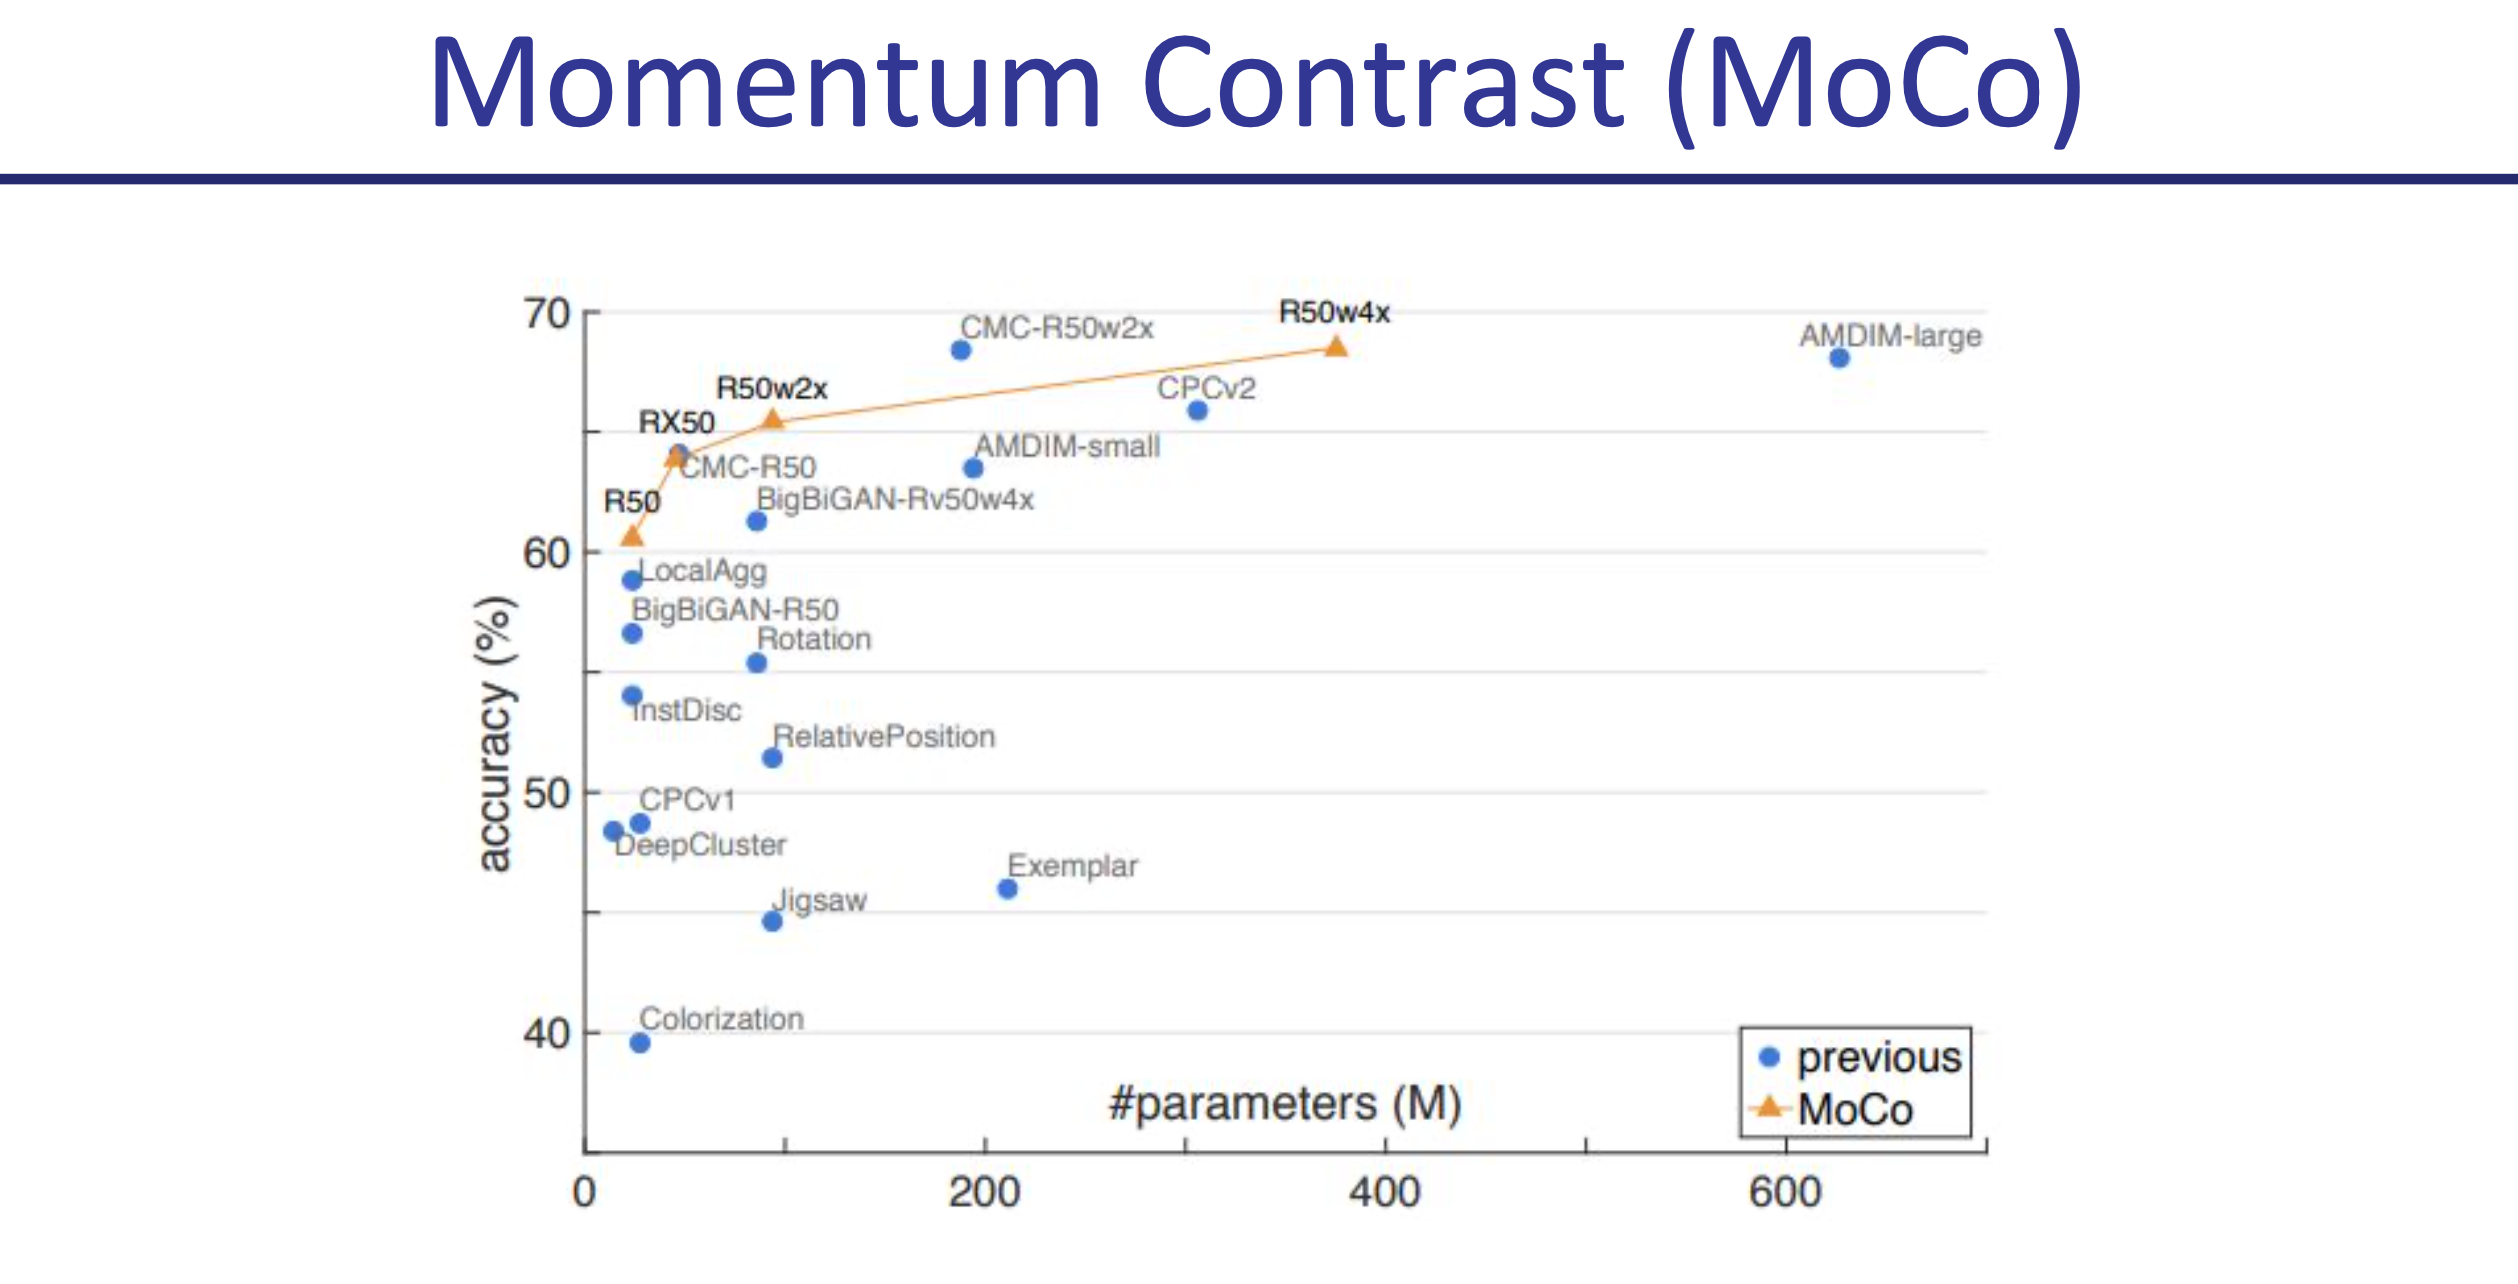 Momentum Contrast (MoCo)
70
CMC-R50w2x
R50w4x
AMDIM-large
R50w2x
CPCv2
RX50
AMDIM-small
CMC-R50
R50
BigBiGAN-Rv50w4x
60
LocalAgg
BigBiGAN-R50
Rotation
InstDisc
RelativePosition
accuracy (%)
50
CPCv1
DeepCluster
Exemplar
Jigsaw
Colorization
40
previous
MoCo
#parameters (M)
0 200 400 600